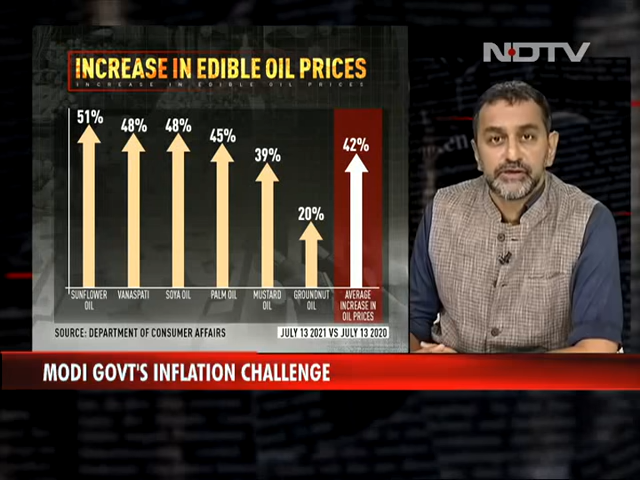 NDTV
INCREASE IN EDIBLE OIL PRICES
INCREASE IN EDIBLE OIL PRICES
51%
48%
48%
45%
39%
20%
42%
SUNFLOWER
OIL
VANASPATI
SOYA OIL
PALM OIL
MUSTARD
OIL
GROUNDNUT
OIL
AVERAGE
INCREASE IN
OIL PRICES
SOURCE: DEPARTMENT OF CONSUMER AFFAIRS
JULY 13 2021 VS JULY 13 2020
MODI GOVT'S INFLATION CHALLENGE